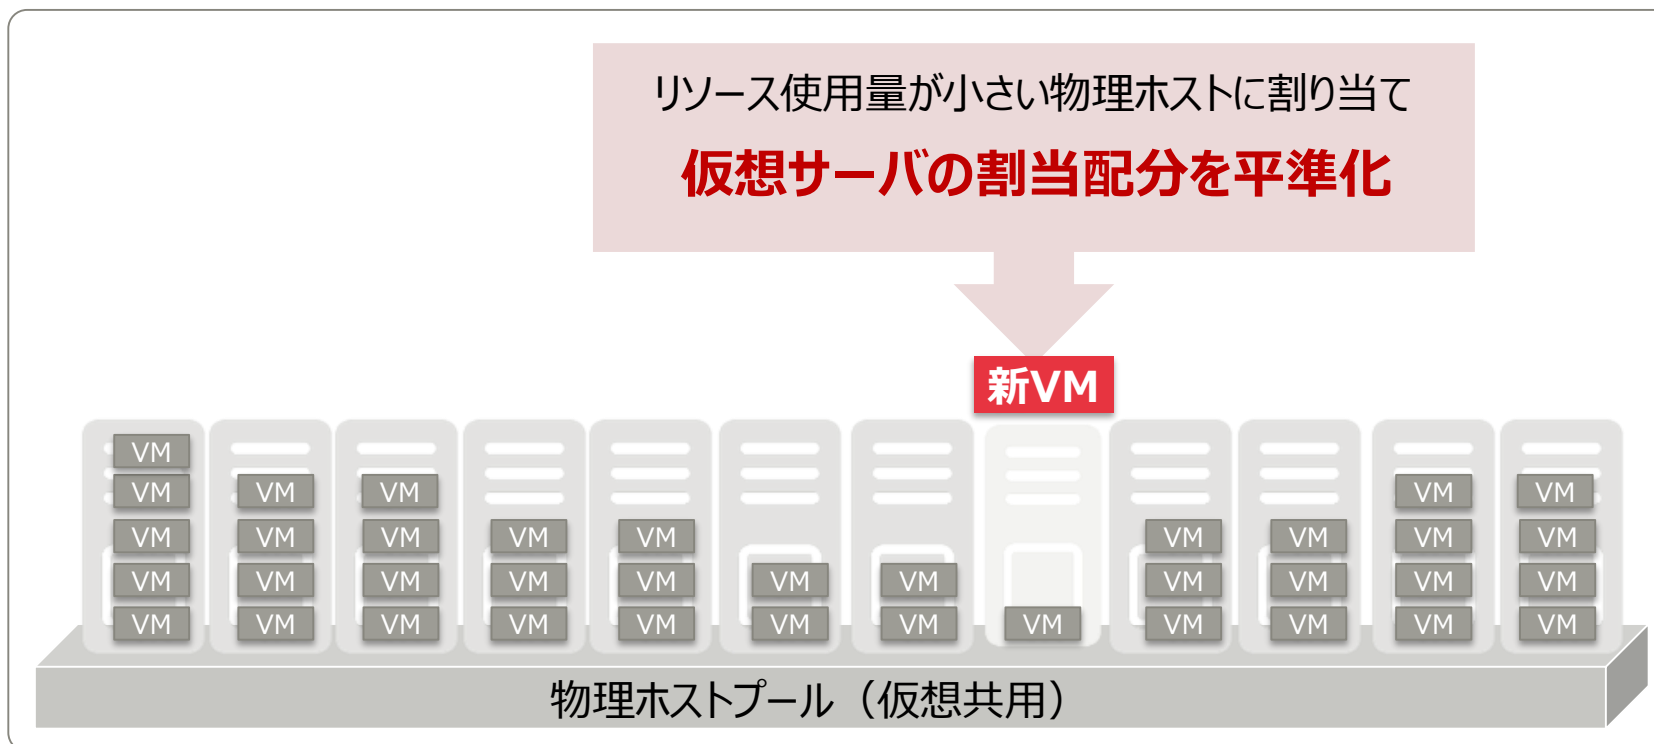 リソース使用量が小さい物理ホストに割り当て
仮想サーバの割当配分を平準化
新VM
VM
VM VM VM VM VM
VM VM VM VM VM VM VM VM VM
VM VM VM VM VM VM VM VM VM VM VM
VM VM VM VM VM VM VM VM VM VM VM VM
物理ホストプール（仮想共用）